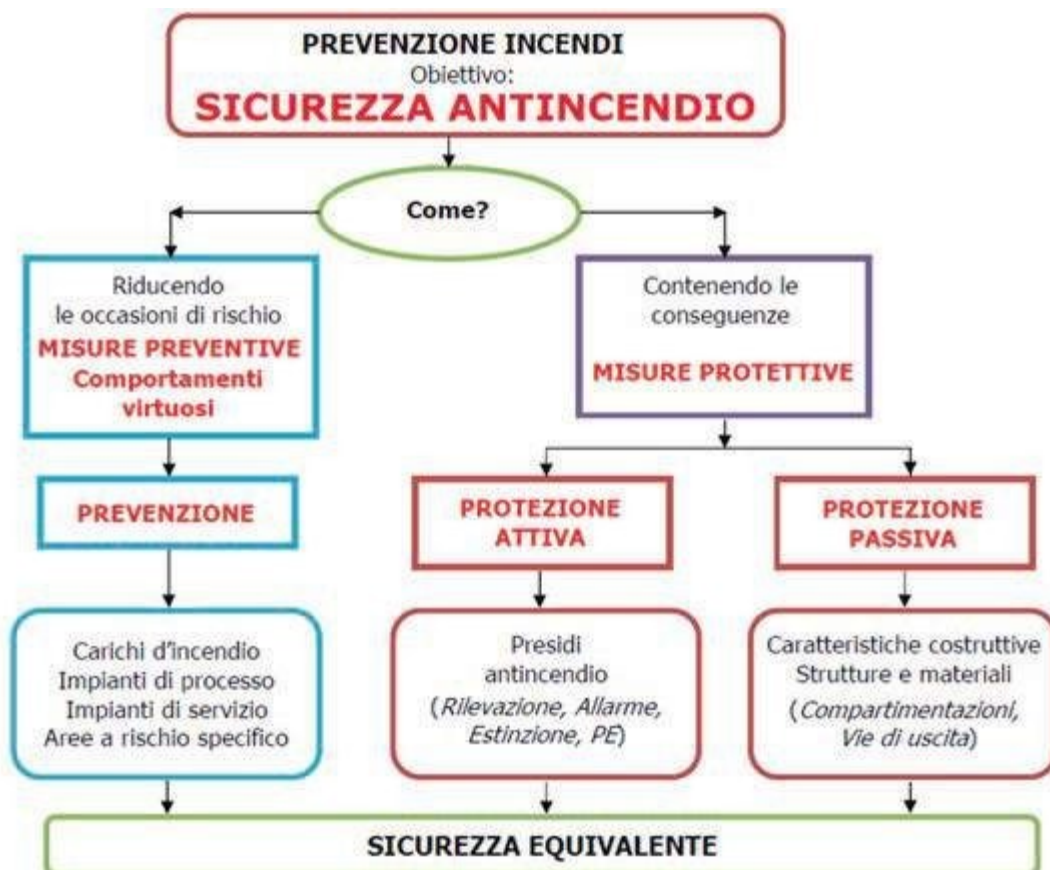 PREVENZIONE INCENDI
Obiettivo:
SICUREZZA ANTINCENDIO
Come?
Riducendo
le occasioni di rischio
MISURE PREVENTIVE
Comportamenti
virtuosi
Contenendo le
conseguenze
MISURE PROTETTIVE
PREVENZIONE
PROTEZIONE
ATTIVA
PROTEZIONE
PASSIVA
Carichi d'incendio
Impianti di processo
Impianti di servizio
Aree a rischio specifico
Presidi
antincendio
(Rilevazione, Allarme,
Estinzione, PE)
Caratteristiche costruttive
Strutture e materiali
(Compartimentazioni,
Vie di uscita)
SICUREZZA EQUIVALENTE